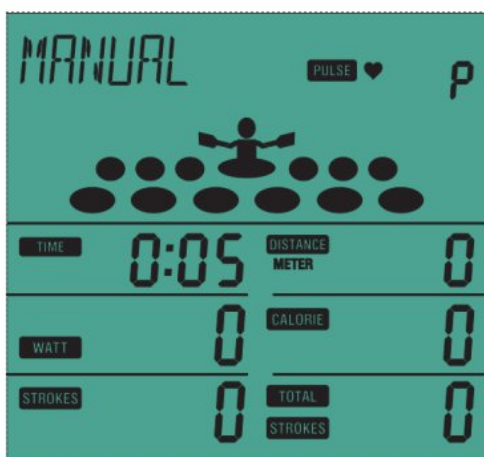 MANUAL PULSE P
TIME 0:05 DISTANCE METER 0
WATT 0 CALORIE 0
STROKES 0 TOTAL STROKES 0